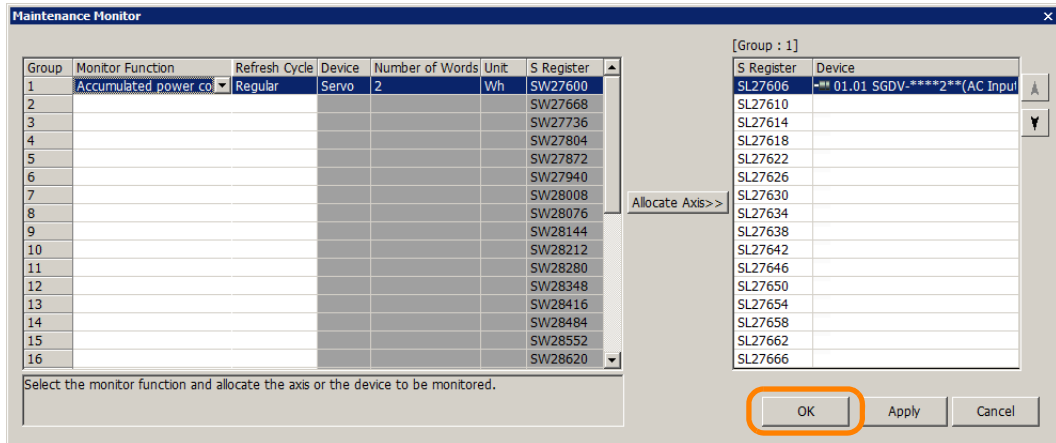 Maintenance Monitor
[Group : 1]
Group Monitor Function Refresh Cycle Device Number of Words Unit S Register
1 Accumulated power co Regular Servo 2 Wh SW27600
2 SW27668
3 SW27736
4 SW27804
5 SW27872
6 SW27940
7 SW28008
8 SW28076
9 SW28144
10 SW28212
11 SW28280
12 SW28348
13 SW28416
14 SW28484
15 SW28552
16 SW28620
Allocate Axis>>
S Register Device
SL27606 01.01 SGDV-****2**(AC Input
SL27610
SL27614
SL27618
SL27622
SL27626
SL27630
SL27634
SL27638
SL27642
SL27646
SL27650
SL27654
SL27658
SL27662
SL27666
Select the monitor function and allocate the axis or the device to be monitored.
OK Apply Cancel